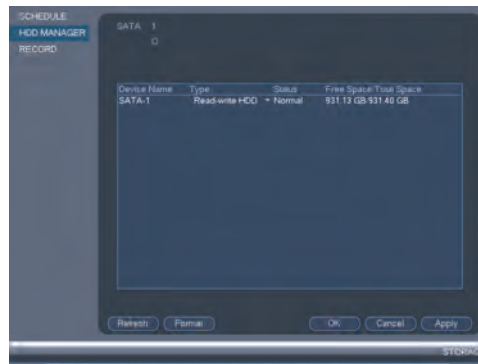 SCHEDULE
HDD MANAGER
RECORD
SATA 1
O
Device Name Type Status Free Space/Total Space
SATA-1 Read-write HDD Normal 931.13 GB/931.40 GB
Refresh Format OK Cancel Apply
STORAG